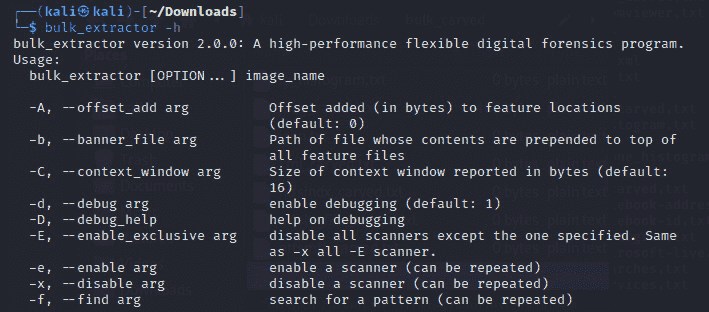 ┌──(kali㉿kali)-[~/Downloads]
└─$ bulk_extractor -h
bulk_extractor version 2.0.0: A high-performance flexible digital forensics program.
Usage:
  bulk_extractor [OPTION...] image_name

  -A, --offset_add arg          Offset added (in bytes) to feature locations
                                (default: 0)
  -b, --banner_file arg         Path of file whose contents are prepended to top of
                                all feature files
  -C, --context_window arg      Size of context window reported in bytes (default:
                                16)
  -d, --debug arg               enable debugging (default: 1)
  -D, --debug_help              help on debugging
  -E, --enable_exclusive arg    disable all scanners except the one specified. Same
                                as -x all -E scanner.
  -e, --enable arg              enable a scanner (can be repeated)
  -x, --disable arg             disable a scanner (can be repeated)
  -f, --find arg                search for a pattern (can be repeated)